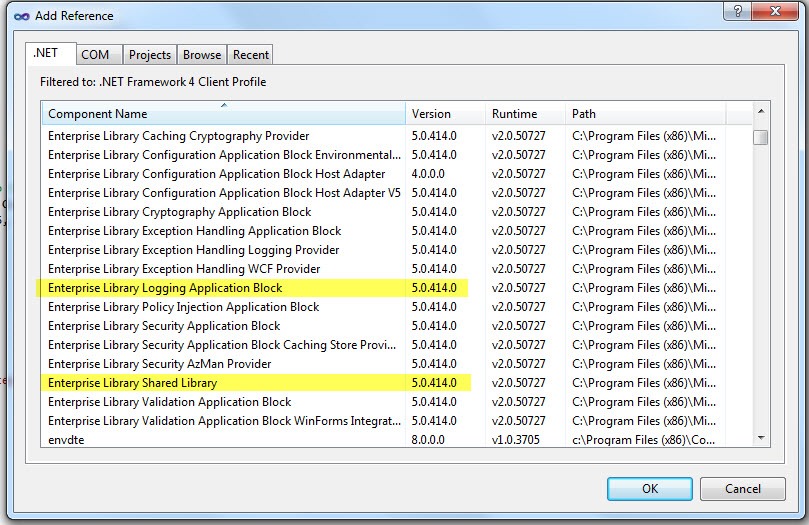 Add Reference
.NET COM Projects Browse Recent
Filtered to: .NET Framework 4 Client Profile
Component Name Version Runtime Path
Enterprise Library Caching Cryptography Provider 5.0.414.0 v2.0.50727 C:\Program Files (x86)\Mi...
Enterprise Library Configuration Application Block Environmental... 5.0.414.0 v2.0.50727 C:\Program Files (x86)\Mi...
Enterprise Library Configuration Application Block Host Adapter 4.0.0.0 v2.0.50727 C:\Program Files (x86)\Mi...
Enterprise Library Configuration Application Block Host Adapter V5 5.0.414.0 v2.0.50727 C:\Program Files (x86)\Mi...
Enterprise Library Cryptography Application Block 5.0.414.0 v2.0.50727 C:\Program Files (x86)\Mi...
Enterprise Library Exception Handling Application Block 5.0.414.0 v2.0.50727 C:\Program Files (x86)\Mi...
Enterprise Library Exception Handling Logging Provider 5.0.414.0 v2.0.50727 C:\Program Files (x86)\Mi...
Enterprise Library Exception Handling WCF Provider 5.0.414.0 v2.0.50727 C:\Program Files (x86)\Mi...
Enterprise Library Logging Application Block 5.0.414.0 v2.0.50727 C:\Program Files (x86)\Mi...
Enterprise Library Policy Injection Application Block 5.0.414.0 v2.0.50727 C:\Program Files (x86)\Mi...
Enterprise Library Security Application Block 5.0.414.0 v2.0.50727 C:\Program Files (x86)\Mi...
Enterprise Library Security Application Block Caching Store Provi... 5.0.414.0 v2.0.50727 C:\Program Files (x86)\Mi...
Enterprise Library Security AzMan Provider 5.0.414.0 v2.0.50727 C:\Program Files (x86)\Mi...
Enterprise Library Shared Library 5.0.414.0 v2.0.50727 C:\Program Files (x86)\Mi...
Enterprise Library Validation Application Block 5.0.414.0 v2.0.50727 C:\Program Files (x86)\Mi...
Enterprise Library Validation Application Block WinForms Integrat... 5.0.414.0 v2.0.50727 C:\Program Files (x86)\Mi...
envdte 8.0.0.0 v1.0.3705 c:\Program Files (x86)\Co...
OK Cancel